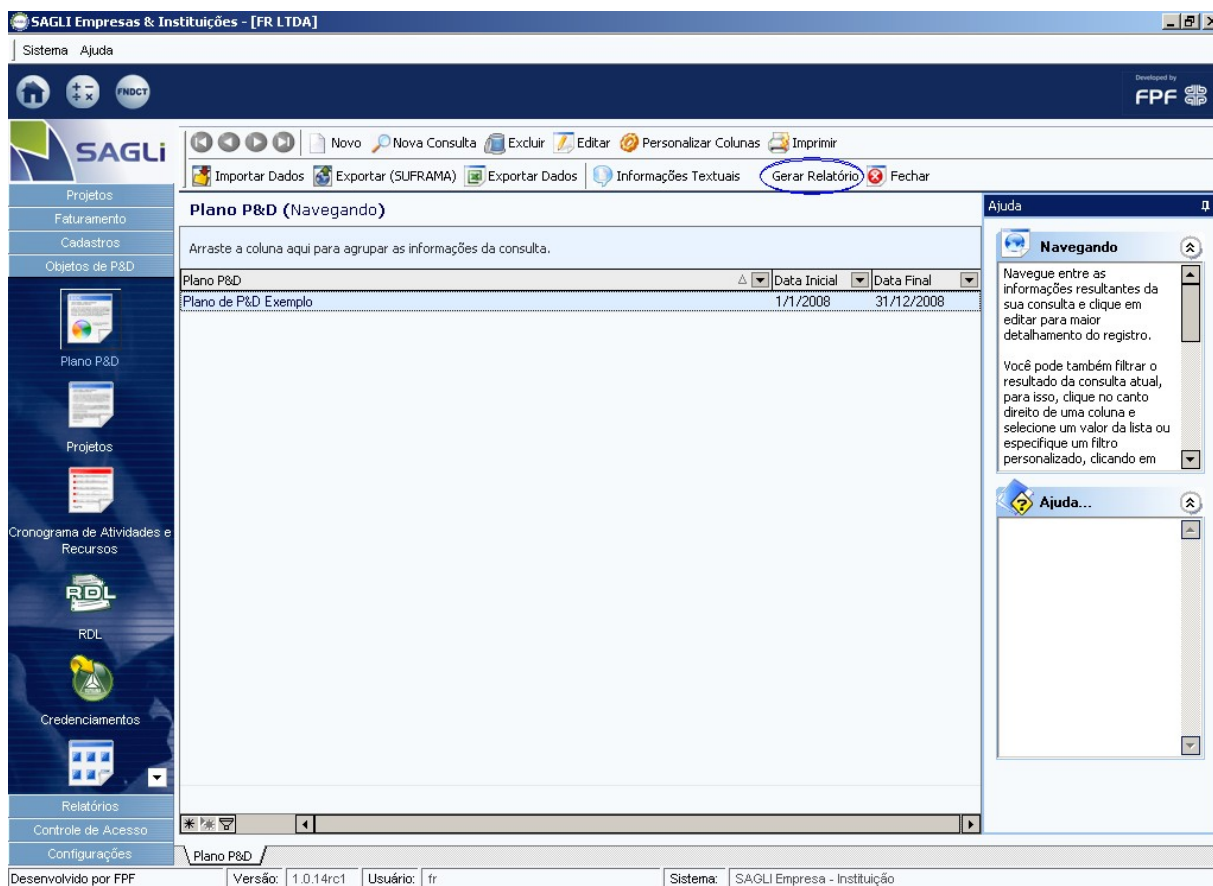 SAGLI Empresas & Instituições - [FR LTDA]
Sistema Ajuda
FNDCT
Developed by
FPF
SAGLi
Novo Nova Consulta Excluir Editar Personalizar Colunas Imprimir
Importar Dados Exportar (SUFRAMA) Exportar Dados Informações Textuais Gerar Relatório Fechar
Projetos
Faturamento
Cadastros
Objetos de P&D
Plano P&D
Projetos
Cronograma de Atividades e
Recursos
RDL
RDL
Credenciamentos
Relatórios
Controle de Acesso
Configurações
Plano P&D (Navegando)
Arraste a coluna aqui para agrupar as informações da consulta.
Plano P&D Data Inicial Data Final
Plano de P&D Exemplo 1/1/2008 31/12/2008
Plano P&D
Ajuda
Navegando
Navegue entre as
informações resultantes da
sua consulta e clique em
editar para maior
detalhamento do registro.
Você pode também filtrar o
resultado da consulta atual,
para isso, clique no canto
direito de uma coluna e
selecione um valor da lista ou
especifique um filtro
personalizado, clicando em
Ajuda...
Desenvolvido por FPF Versão: 1.0.14rc1 Usuário: fr Sistema: SAGLI Empresa - Instituição